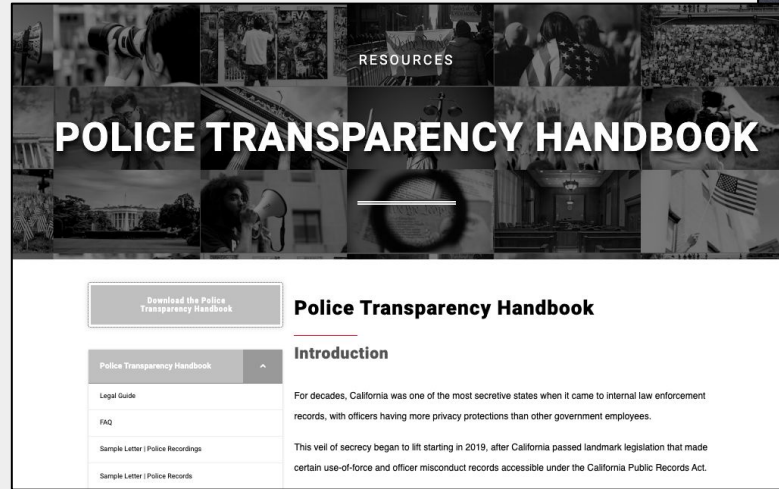 RESOURCES
POLICE TRANSPARENCY HANDBOOK
Download the Police
Transparency Handbook
Police Transparency Handbook
Legal Guide
FAQ
Sample Letter | Police Recordings
Sample Letter | Police Records
Police Transparency Handbook
Introduction
For decades, California was one of the most secretive states when it came to internal law enforcement
records, with officers having more privacy protections than other government employees.
This veil of secrecy began to lift starting in 2019, after California passed landmark legislation that made
certain use-of-force and officer misconduct records accessible under the California Public Records Act.